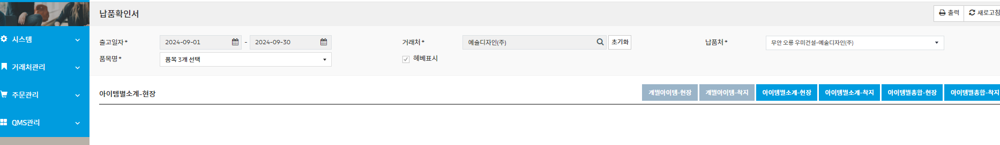 납품확인서
출력
새로고침
시스템
거래처관리
주문관리
QMS관리
출고일자*
2024-09-01 - 2024-09-30
거래처*
예술디자인(주)
초기화
납품처*
무안 오룡 우미건설-예술디자인(주)
품목명*
품목 3개 선택
헤베표시
아이템별소계-현장
개별아이템-현장
개별아이템-착지
아이템별소계-현장
아이템별소계-착지
아이템별총합-현장
아이템별총합-착지